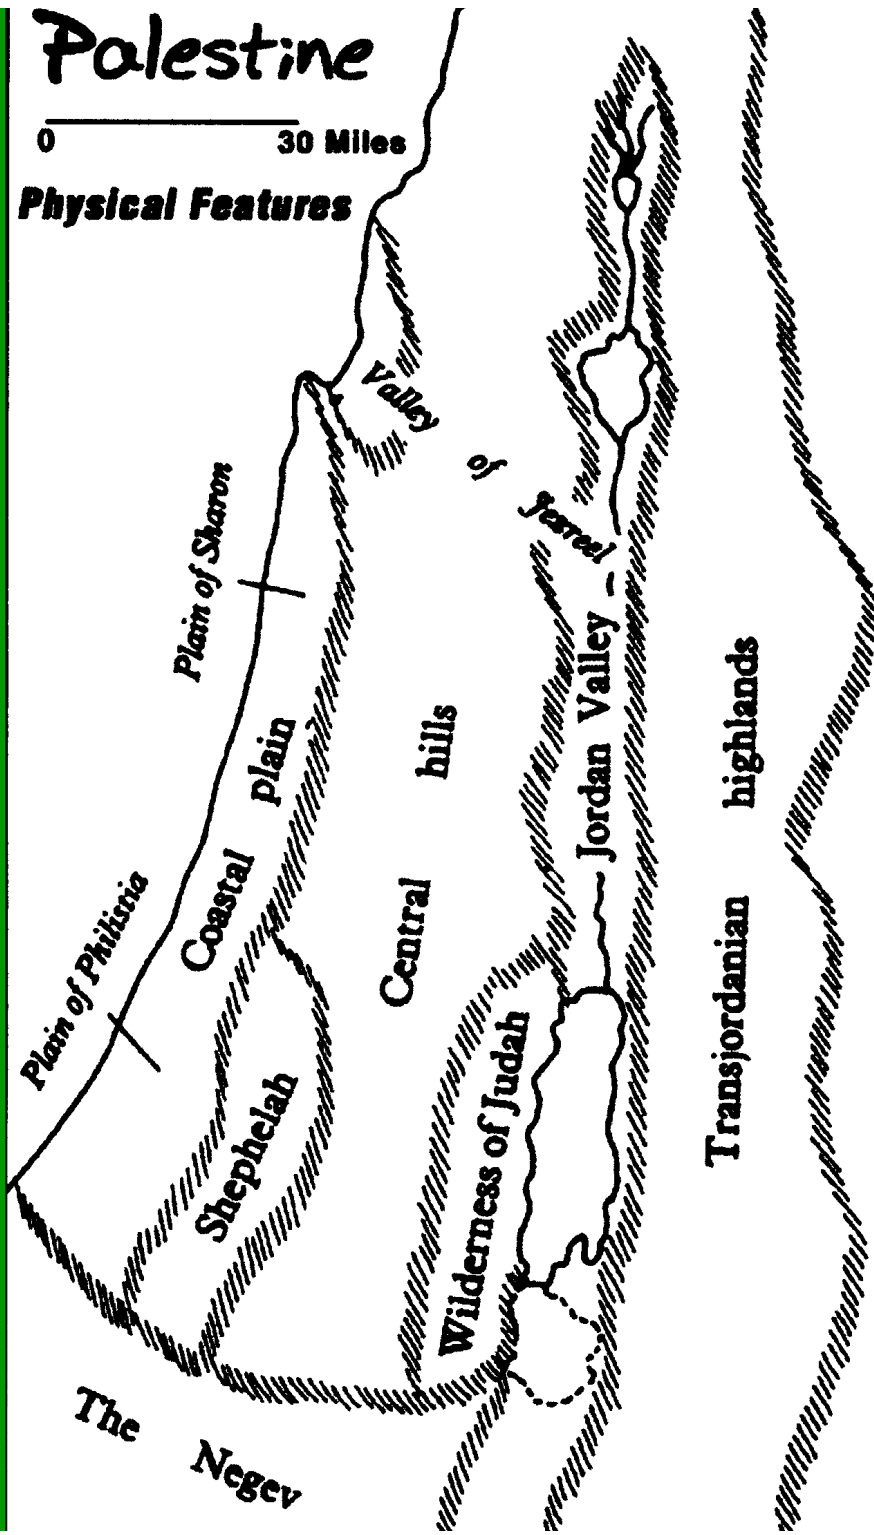 Palestine
0 30 Miles
Physical Features
Valley of Jezreel
Plain of Sharon
Coastal plain
Central hills
Jordan Valley
Transjordanian highlands
Plain of Philistia
Shephelah
Wilderness of Judah
The Negev